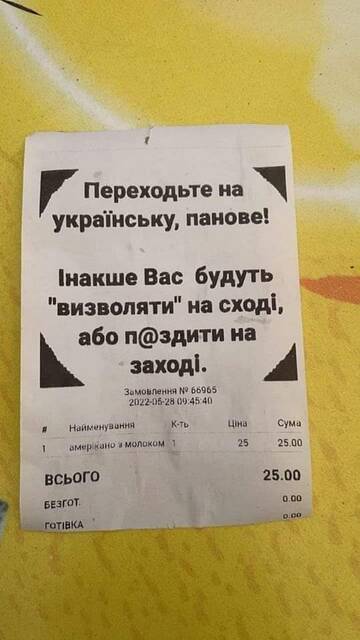 Переходьте на
українську, панове!
Інакше Вас будуть
"визволяти" на сході,
або п@здити на
заході.
Замовлення № 66965
2022-05-28 09:45:40
# Найменування К-ть Ціна Сума
1 американо з молоком 1 25 25.00
ВСЬОГО 25.00
БЕЗГОТ. 0.00
ГОТІВКА 0.00